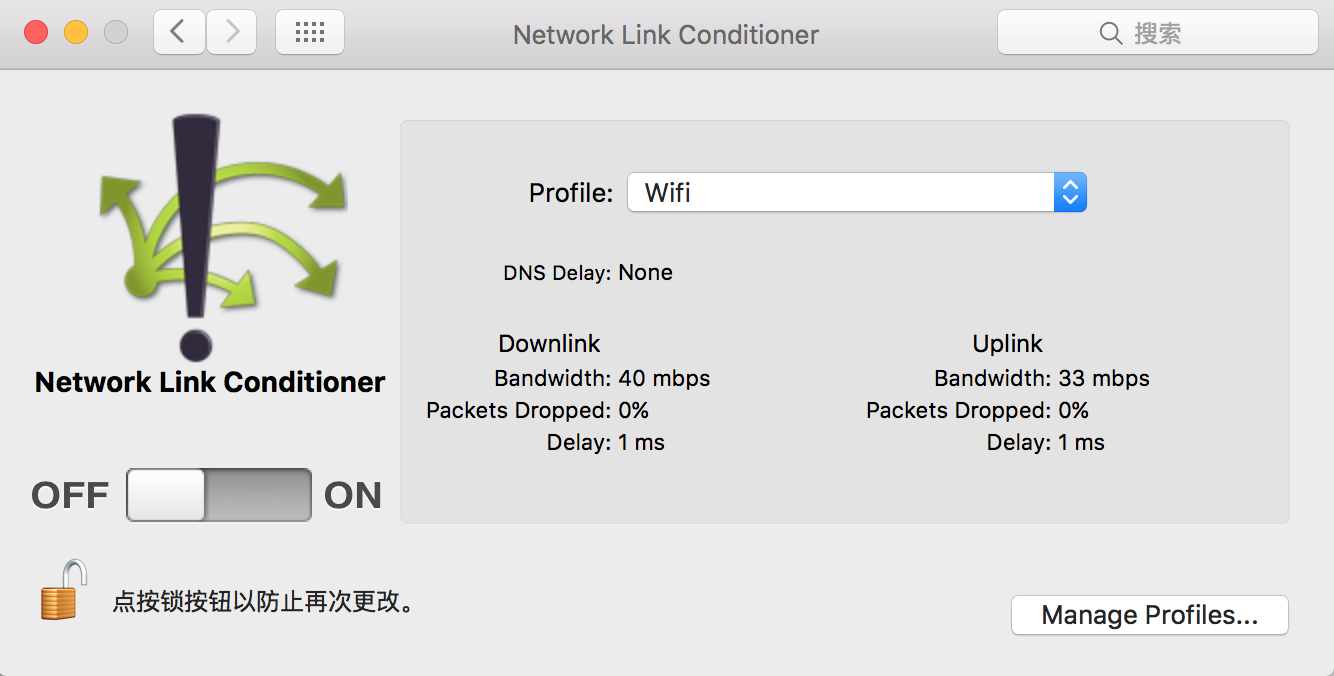 Network Link Conditioner
搜索
Profile: Wifi
DNS Delay: None
Downlink
Uplink
Bandwidth: 40 mbps
Bandwidth: 33 mbps
Packets Dropped: 0%
Packets Dropped: 0%
Delay: 1 ms
Delay: 1 ms
Network Link Conditioner
OFF ON
点按锁按钮以防止再次更改。
Manage Profiles...